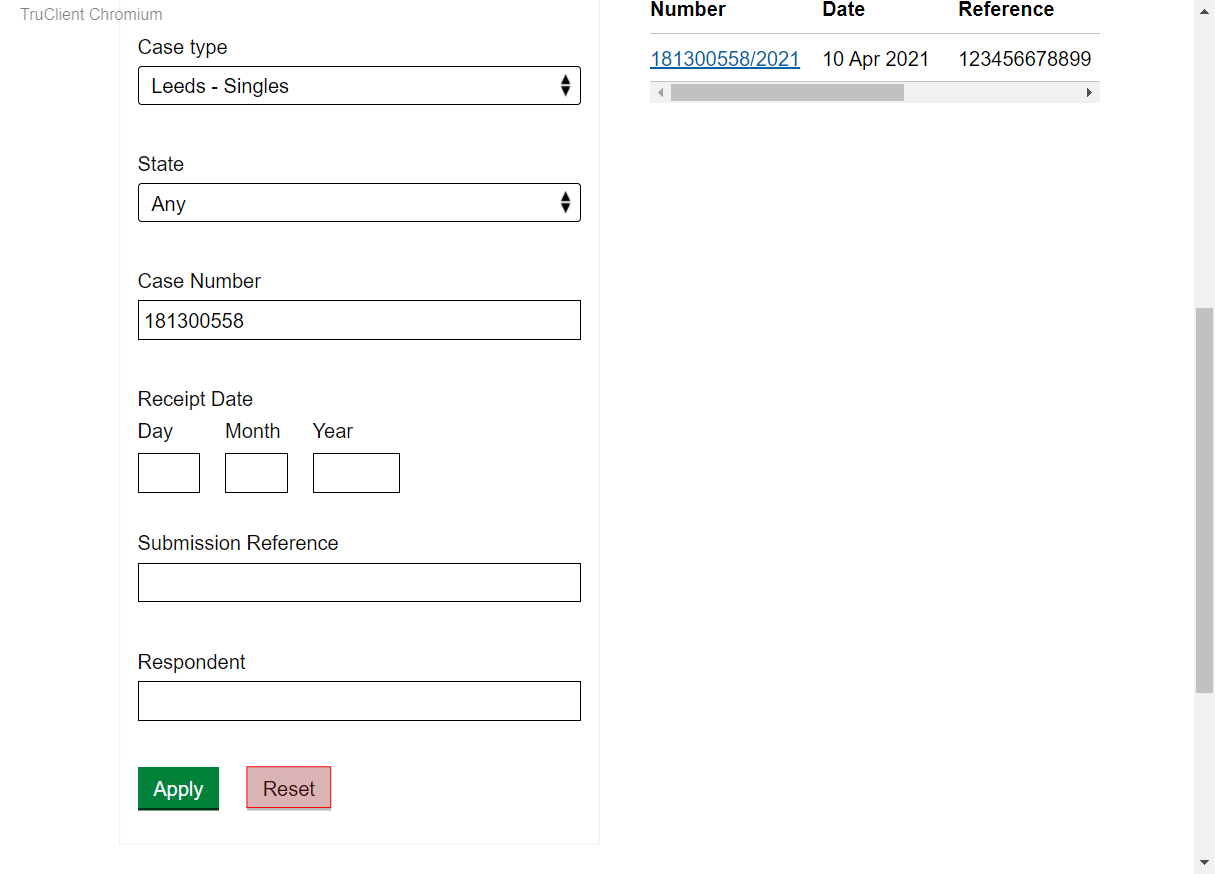 TruClient Chromium
Case type
Leeds - Singles
State
Any
Case Number
181300558
Receipt Date
Day Month Year
Submission Reference
Respondent
Apply Reset
Number Date Reference
181300558/2021 10 Apr 2021 123456678899